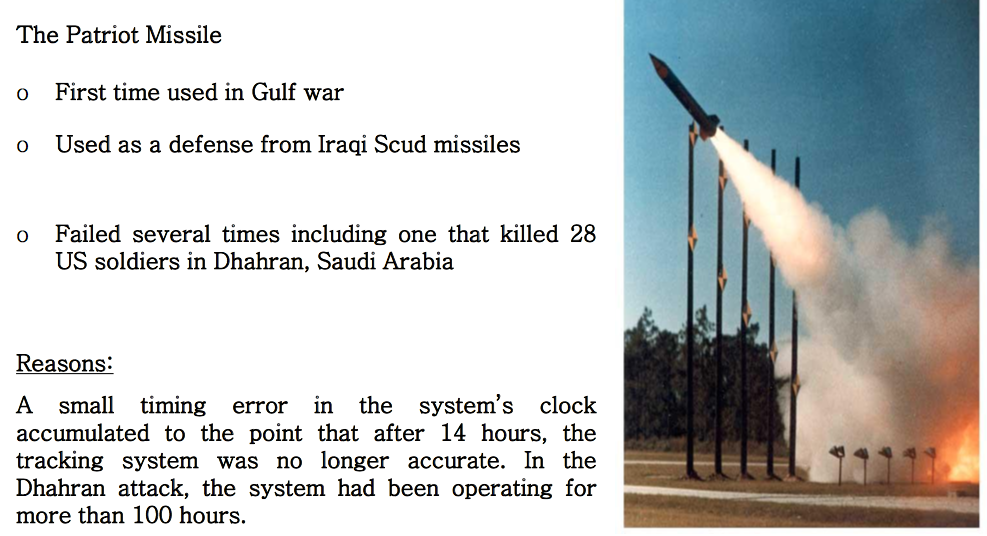 The Patriot Missile
o First time used in Gulf war
o Used as a defense from Iraqi Scud missiles
o Failed several times including one that killed 28
US soldiers in Dhahran, Saudi Arabia
Reasons:
A small timing error in the system's clock
accumulated to the point that after 14 hours, the
tracking system was no longer accurate. In the
Dhahran attack, the system had been operating for
more than 100 hours.